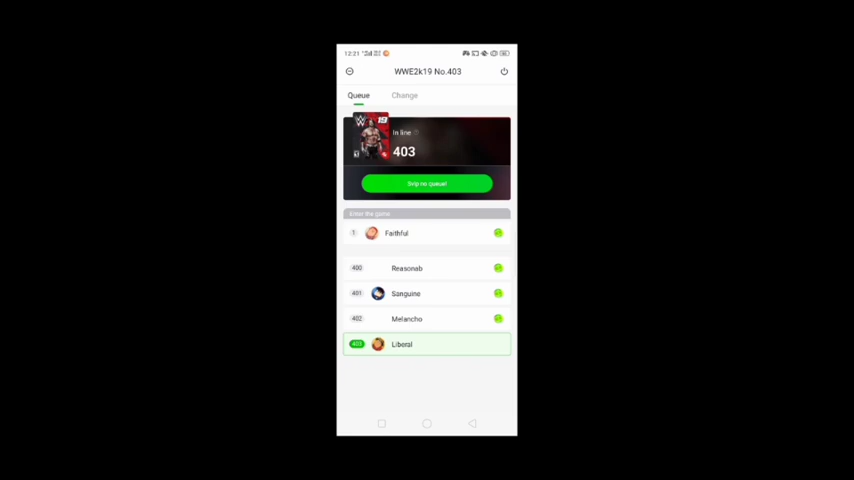 12:21
WWE2k19 No.403
Queue Change
W 19
In line
403
Skip no queue!
Enter the game
1 Faithful
400 Reasonab
401 Sanguine
402 Melancho
403 Liberal